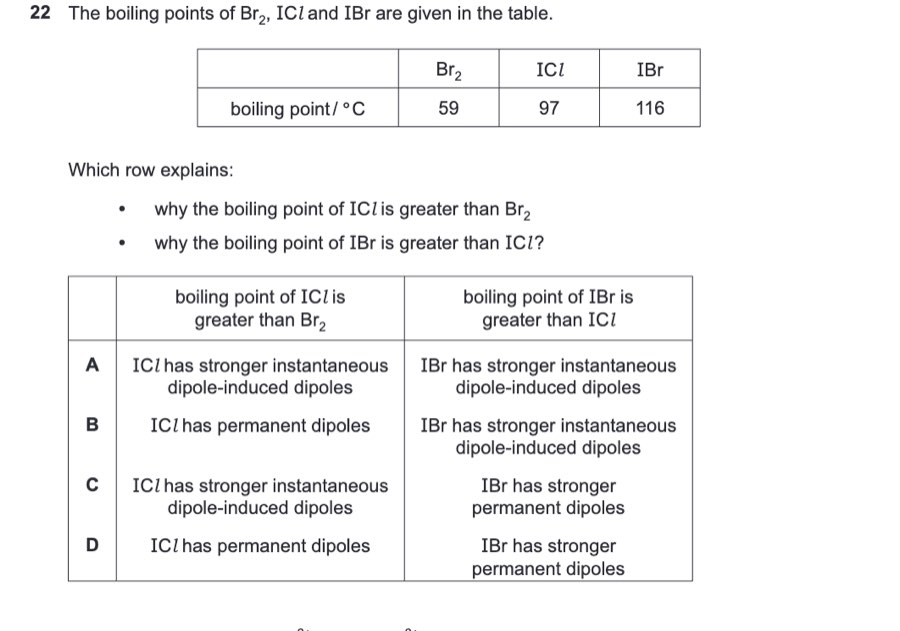 22 The boiling points of Br₂, ICl and IBr are given in the table.
Br₂ ICl IBr
boiling point / °C 59 97 116
Which row explains:
• why the boiling point of ICl is greater than Br₂
• why the boiling point of IBr is greater than ICl?
boiling point of ICl is greater than Br₂
boiling point of IBr is greater than ICl
A ICl has stronger instantaneous dipole-induced dipoles IBr has stronger instantaneous dipole-induced dipoles
B ICl has permanent dipoles IBr has stronger instantaneous dipole-induced dipoles
C ICl has stronger instantaneous dipole-induced dipoles IBr has stronger permanent dipoles
D ICl has permanent dipoles IBr has stronger permanent dipoles